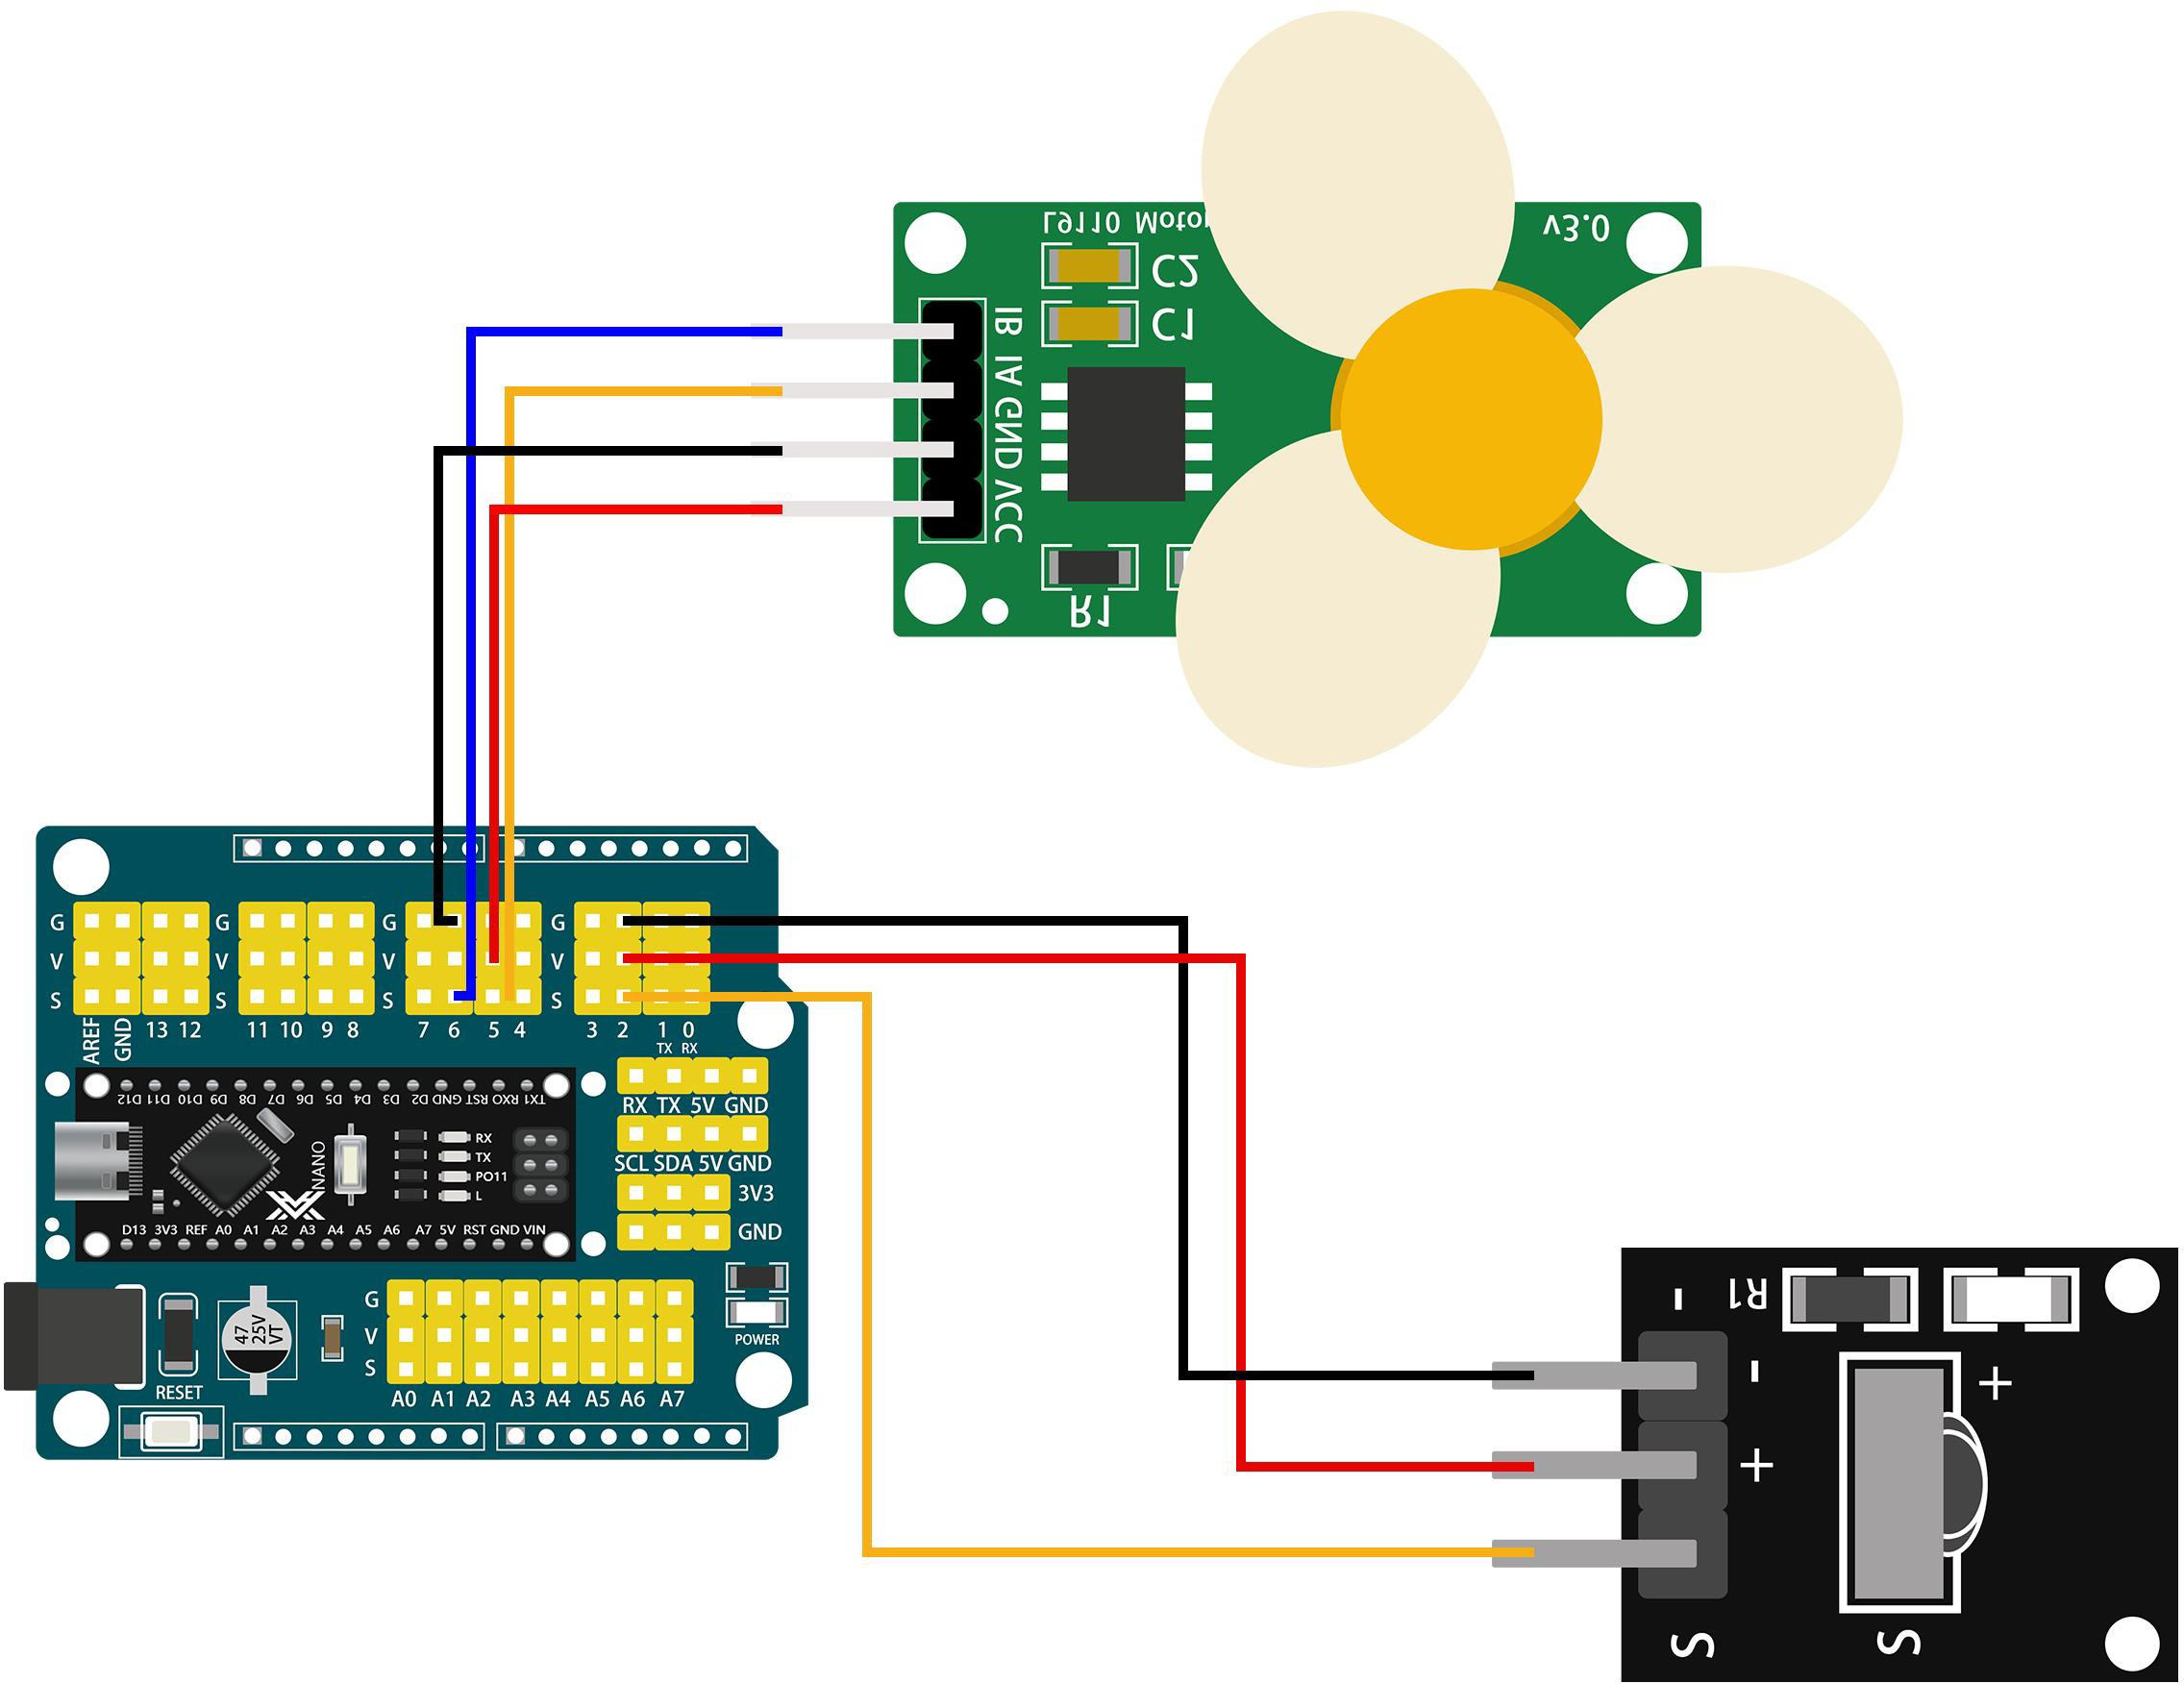 L9110 Moto
v3.0
C2
C1
IB IA GND VCC
R1
G G G G
V V V V
S S S S
AREF GND 13 12 11 10 9 8 7 6 5 4 3 2 1 0
TX RX
D12 D11 D10 D9 D8 D7 D6 D5 D4 D3 D2 GND RST RX0 TX1
RX TX 5V GND
NANO
RX
TX
PO11
L
SCL SDA 5V GND
3V3
GND
D13 3V3 REF A0 A1 A2 A3 A4 A5 A6 A7 5V RST GND VIN
47
25V
VT
RESET
G
V
S
A0 A1 A2 A3 A4 A5 A6 A7
POWER
- R1
-
+
+
S S